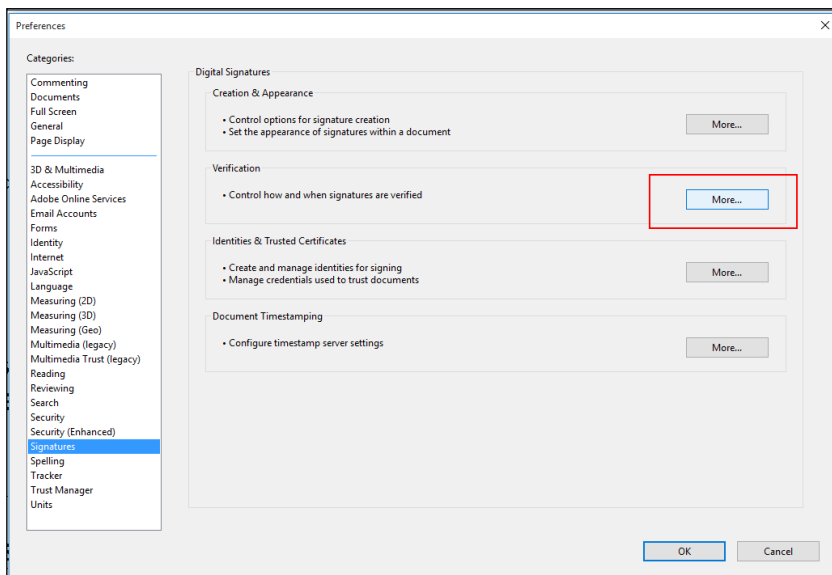 Preferences
Categories:
Commenting
Documents
Full Screen
General
Page Display
3D & Multimedia
Accessibility
Adobe Online Services
Email Accounts
Forms
Identity
Internet
JavaScript
Language
Measuring (2D)
Measuring (3D)
Measuring (Geo)
Multimedia (legacy)
Multimedia Trust (legacy)
Reading
Reviewing
Search
Security
Security (Enhanced)
Signatures
Spelling
Tracker
Trust Manager
Units
Digital Signatures
Creation & Appearance
• Control options for signature creation
• Set the appearance of signatures within a document
More...
Verification
• Control how and when signatures are verified
More...
Identities & Trusted Certificates
• Create and manage identities for signing
• Manage credentials used to trust documents
More...
Document Timestamping
• Configure timestamp server settings
More...
OK
Cancel